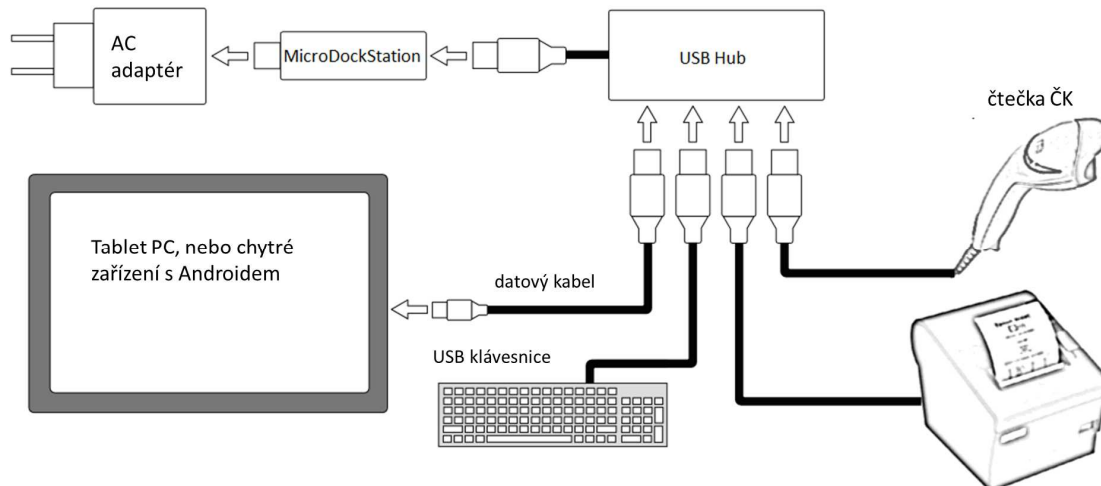 AC
adaptér
MicroDockStation
USB Hub
čtečka ČK
Tablet PC, nebo chytré
zařízení s Androidem
datový kabel
USB klávesnice